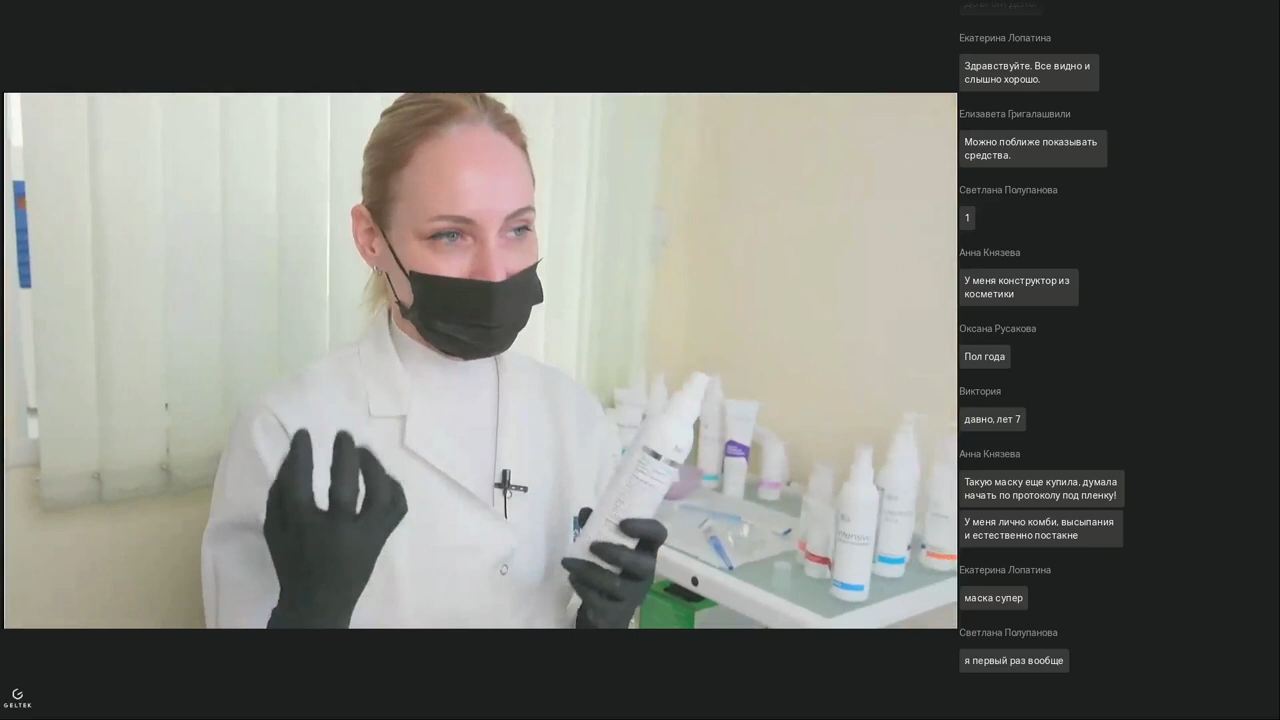 Екатерина Лопатина
Здравствуйте. Все видно и
слышно хорошо.
Елизавета Григалашвили
Можно поближе показывать
средства.
Светлана Полупанова
1
Анна Князева
У меня конструктор из
косметики
Оксана Русакова
Пол года
Виктория
давно, лет 7
Анна Князева
Такую маску еще купила, думала
начать по протоколу под пленку!
У меня лично комби, высыпания
и естественно постакне
Екатерина Лопатина
маска супер
Светлана Полупанова
я первый раз вообще
GELTEK